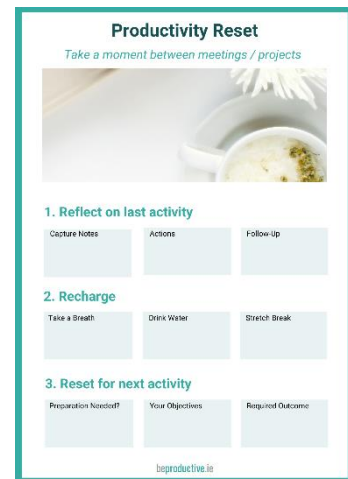 Productivity Reset
Take a moment between meetings / projects
1. Reflect on last activity
Capture Notes Actions Follow-Up
2. Recharge
Take a Breath Drink Water Stretch Break
3. Reset for next activity
Preparation Needed? Your Objectives Required Outcome
beproductive.ie